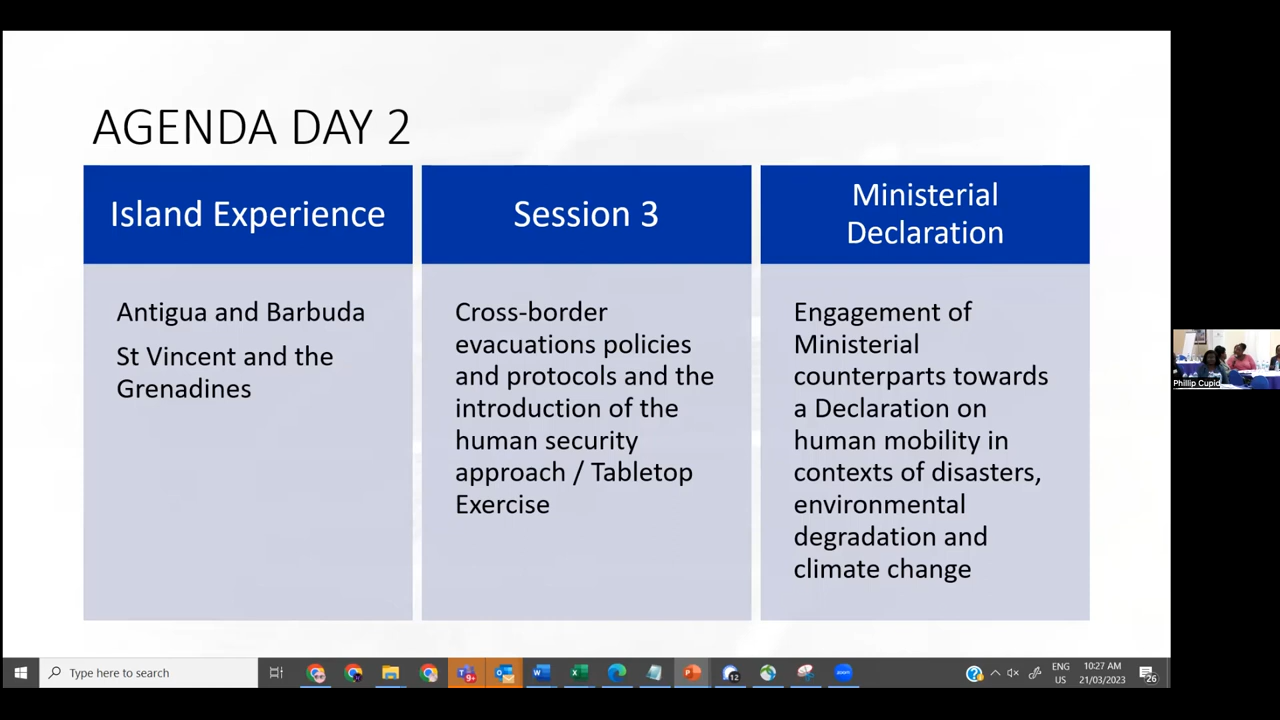 AGENDA DAY 2
Island Experience
Antigua and Barbuda
St Vincent and the
Grenadines
Session 3
Cross-border
evacuations policies
and protocols and the
introduction of the
human security
approach / Tabletop
Exercise
Ministerial
Declaration
Engagement of
Ministerial
counterparts towards
a Declaration on
human mobility in
contexts of disasters,
environmental
degradation and
climate change
Phillip Cupid
Type here to search
9+
12
zoom
ENG
US
10:27 AM
21/03/2023
26